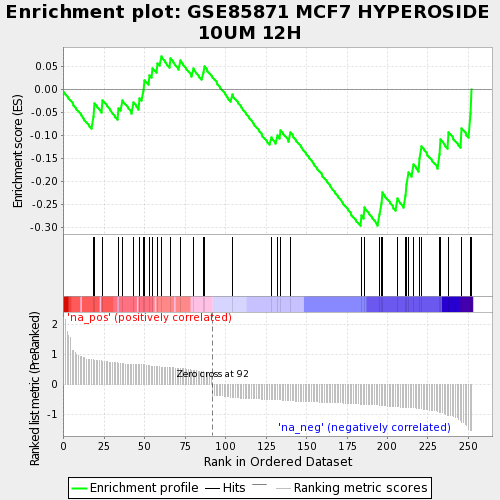 Enrichment plot: GSE85871 MCF7 HYPEROSIDE
10UM 12H
Enrichment score (ES)
0.05
0.00
-0.05
-0.10
-0.15
-0.20
-0.25
-0.30
'na_pos' (positively correlated)
Ranked list metric (PreRanked)
2
1
0
-1
Zero cross at 92
'na_neg' (negatively correlated)
0
25
50
75
100
125
150
175
200
225
250
Rank in Ordered Dataset
Enrichment profile
Hits
Ranking metric scores